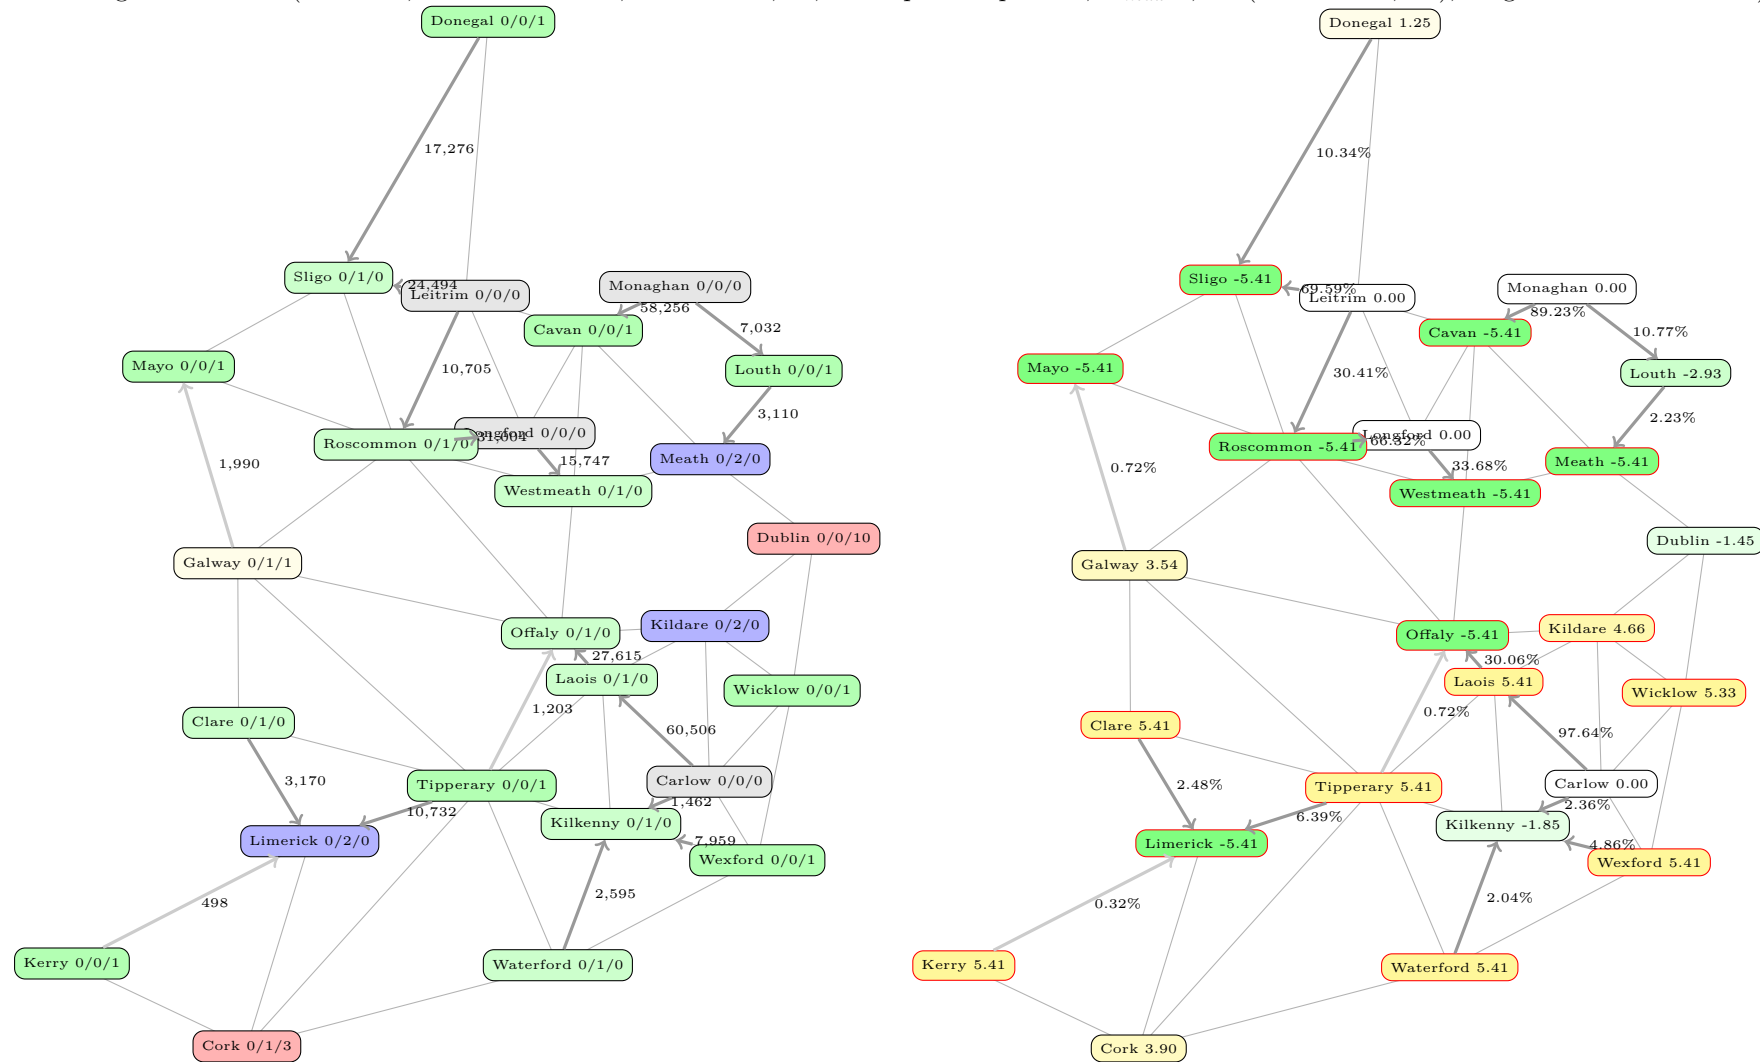 Donegal 0/0/1
17,276
Sligo 0/1/0
24,494
Leitrim 0/0/0
Monaghan 0/0/0
58,256
Cavan 0/0/1
7,032
Mayo 0/0/1
10,705
Louth 0/0/1
3,110
Roscommon 0/1/0
31,004
Longford 0/0/0
1,990
15,747
Meath 0/2/0
Westmeath 0/1/0
Dublin 0/0/10
Galway 0/1/1
Offaly 0/1/0
Kildare 0/2/0
27,615
Laois 0/1/0
Wicklow 0/0/1
1,203
Clare 0/1/0
60,506
3,170
Tipperary 0/0/1
Carlow 0/0/0
10,732
1,462
Kilkenny 0/1/0
Limerick 0/2/0
7,959
Wexford 0/0/1
498
2,595
Kerry 0/0/1
Waterford 0/1/0
Cork 0/1/3
Donegal 1.25
10.34%
Sligo -5.41
69.59%
Leitrim 0.00
Monaghan 0.00
89.23%
Cavan -5.41
10.77%
Mayo -5.41
30.41%
Louth -2.93
2.23%
Roscommon -5.41
66.32%
Longford 0.00
0.72%
33.68%
Meath -5.41
Westmeath -5.41
Dublin -1.45
Galway 3.54
Offaly -5.41
Kildare 4.66
30.06%
Laois 5.41
Wicklow 5.33
0.72%
Clare 5.41
97.64%
2.48%
Tipperary 5.41
Carlow 0.00
6.39%
2.36%
Kilkenny -1.85
Limerick -5.41
4.86%
Wexford 5.41
0.32%
2.04%
Kerry 5.41
Waterford 5.41
Cork 3.90